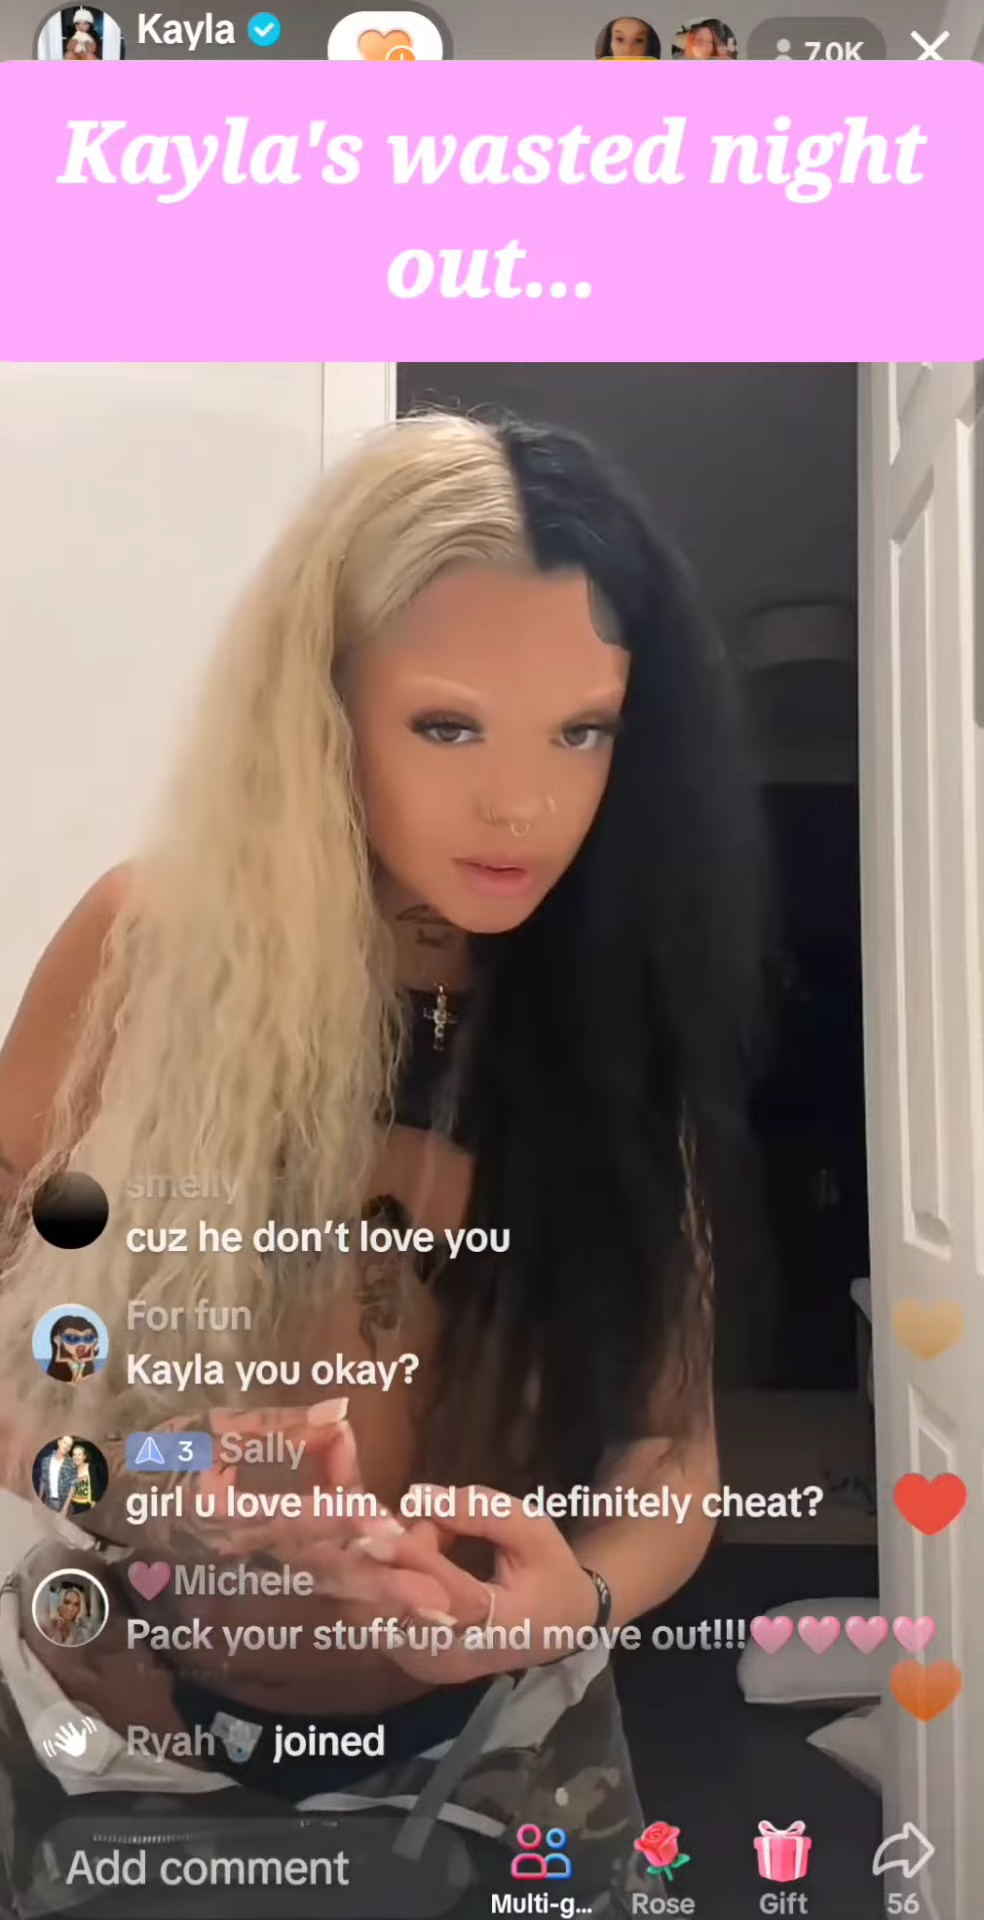 Kayla
7.0K
Kayla's wasted night
out...
smelly
cuz he don't love you
For fun
Kayla you okay?
3 Sally
girl u love him. did he definitely cheat?
Michele
Pack your stuff up and move out!!!
Ryah joined
Add comment
Multi-g...
Rose
Gift
56